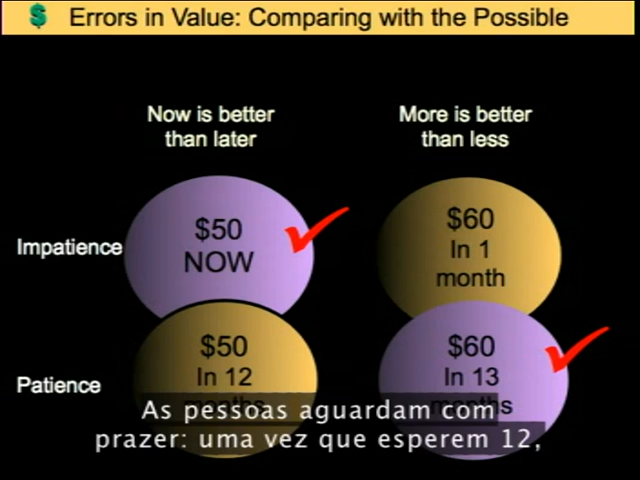 $ Errors in Value: Comparing with the Possible
Now is better
than later
More is better
than less
Impatience
$50
NOW
$60
In 1
month
Patience
$50
In 12
months
$60
In 13
months
As pessoas aguardam com
prazer: uma vez que esperem 12,